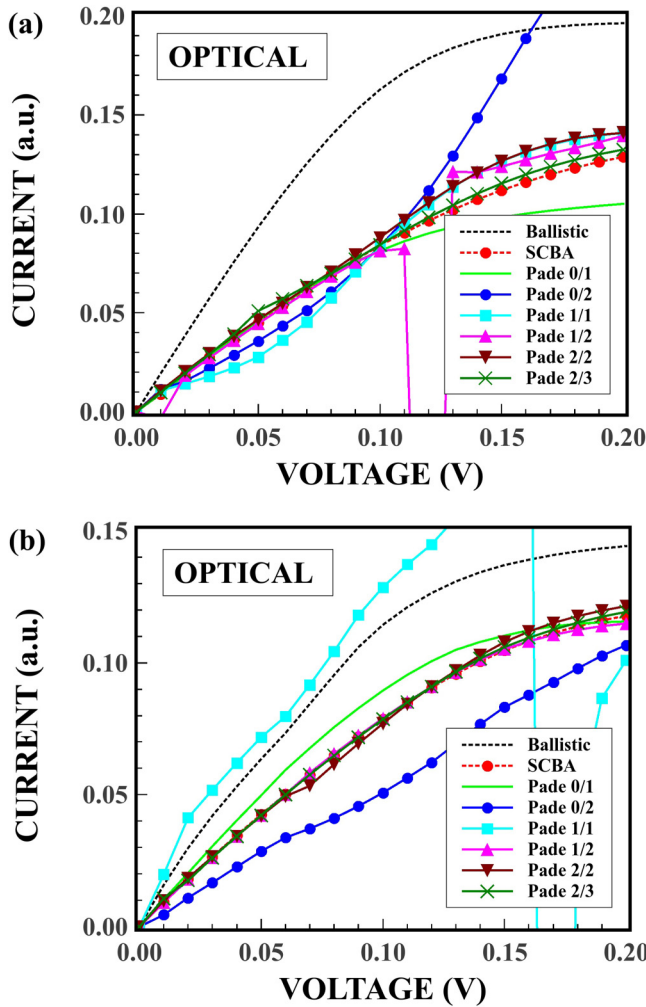 (a)
OPTICAL
CURRENT (a.u.)
0.20
0.15
0.10
0.05
0.00
Ballistic
SCBA
Pade 0/1
Pade 0/2
Pade 1/1
Pade 1/2
Pade 2/2
Pade 2/3
0.00 0.05 0.10 0.15 0.20
VOLTAGE (V)
(b)
OPTICAL
CURRENT (a.u.)
0.15
0.10
0.05
0.00
Ballistic
SCBA
Pade 0/1
Pade 0/2
Pade 1/1
Pade 1/2
Pade 2/2
Pade 2/3
0.00 0.05 0.10 0.15 0.20
VOLTAGE (V)